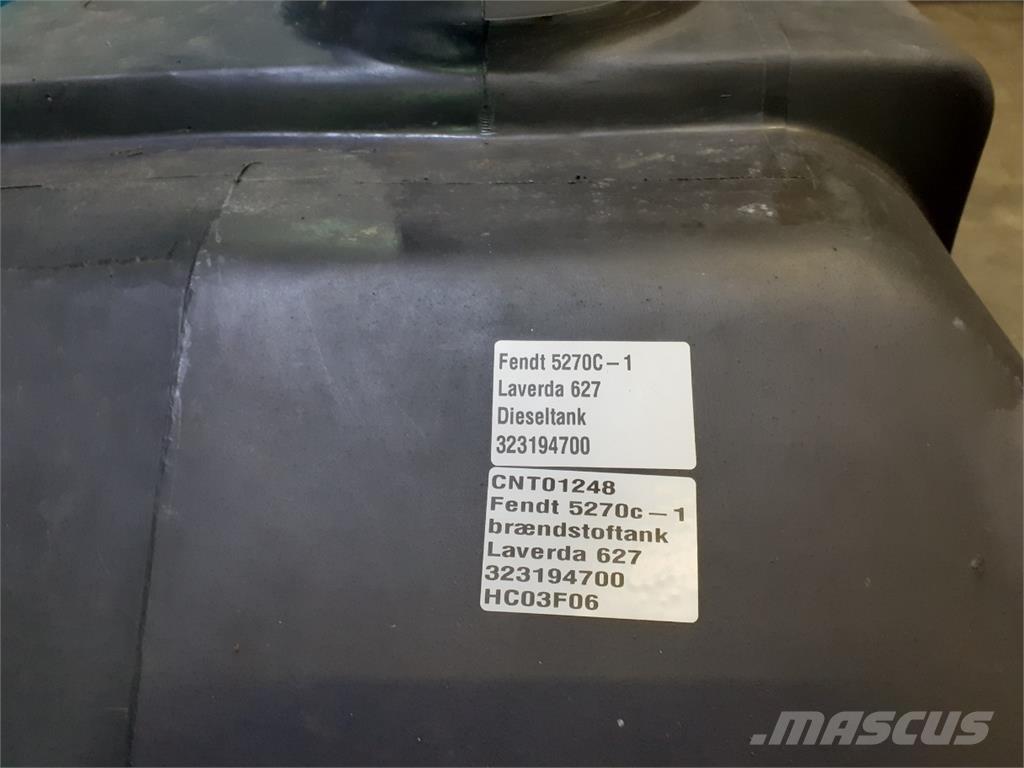 Fendt 5270C-1
Laverda 627
Dieseltank
323194700
CNT01248
Fendt 5270c-1
brændstoftank
Laverda 627
323194700
HC03F06
MASCUS